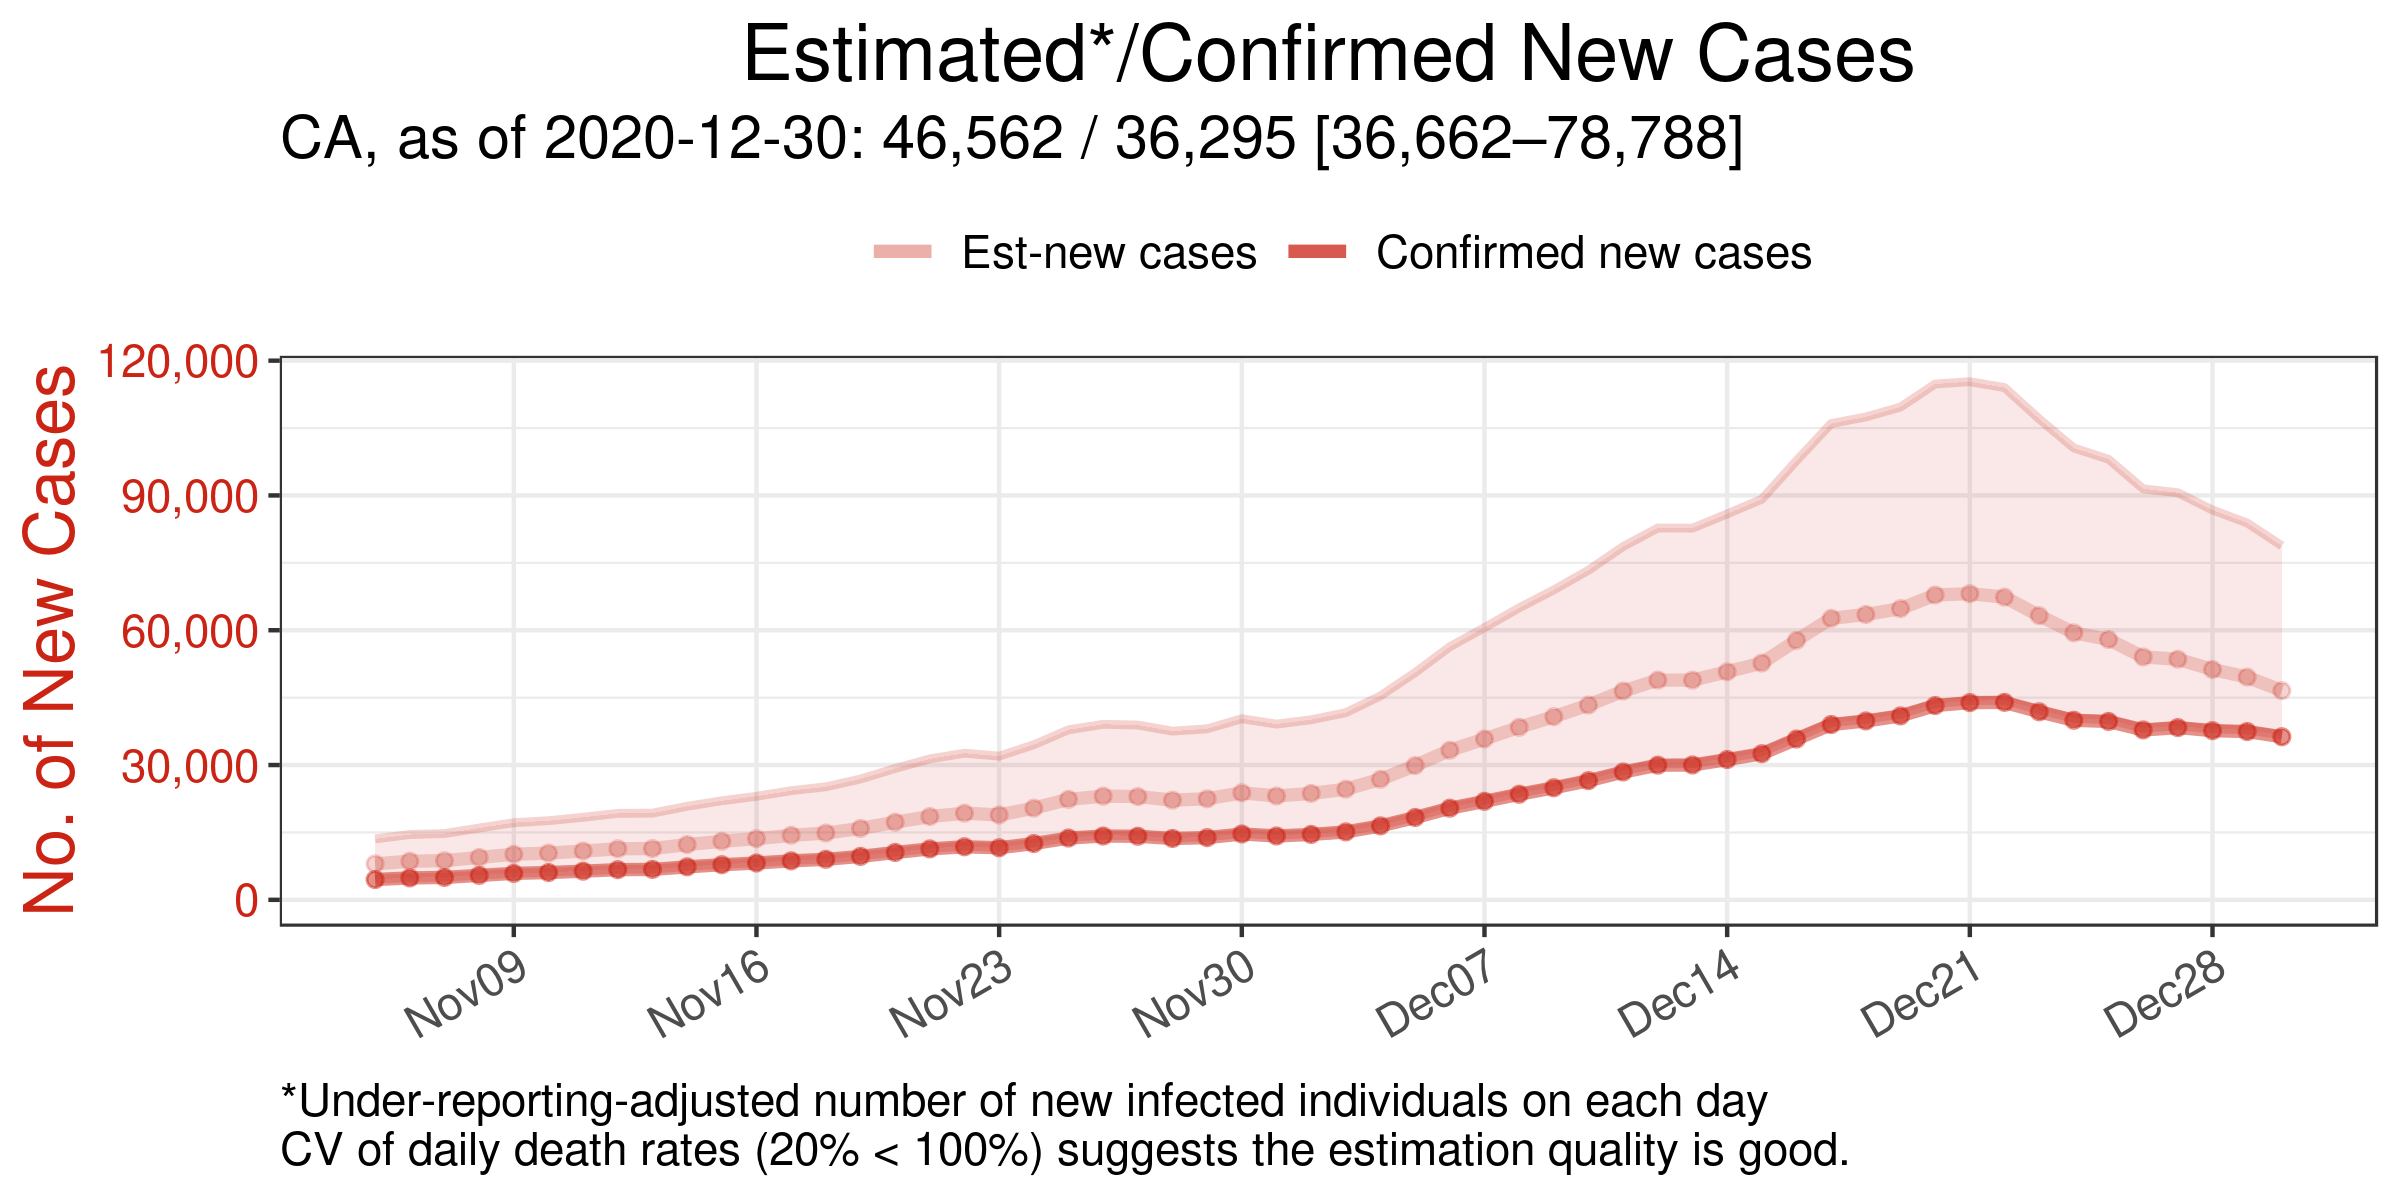 Estimated*/Confirmed New Cases
CA, as of 2020-12-30: 46,562 / 36,295 [36,662–78,788]
Est-new cases Confirmed new cases
No. of New Cases
120,000
90,000
60,000
30,000
0
Nov09 Nov16 Nov23 Nov30 Dec07 Dec14 Dec21 Dec28
*Under-reporting-adjusted number of new infected individuals on each day
CV of daily death rates (20% < 100%) suggests the estimation quality is good.